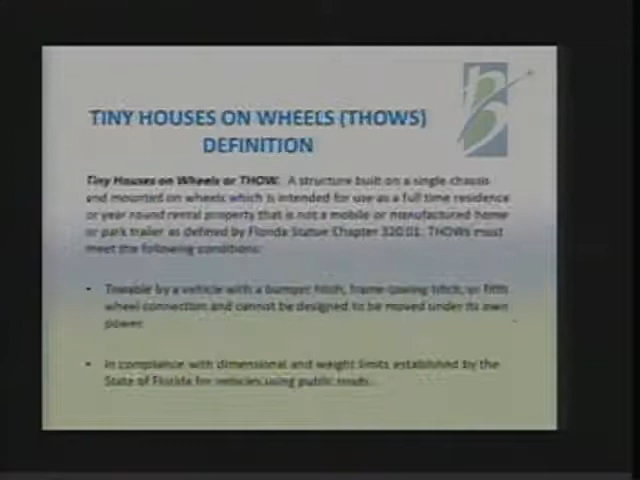 TINY HOUSES ON WHEELS (THOWS)
DEFINITION
Tiny Houses on Wheels or THOW: A structure built on a single chassis
and mounted on wheels which is intended for use as a full time residence
or year round rental property that is not a mobile or manufactured home
or park trailer as defined by Florida Statue Chapter 320.01. THOWs must
meet the following conditions:
• Towable by a vehicle with a bumper hitch, frame-towing hitch, or fifth
wheel connection and cannot be designed to be moved under its own
power.
• In compliance with dimensional and weight limits established by the
State of Florida for vehicles using public roads.